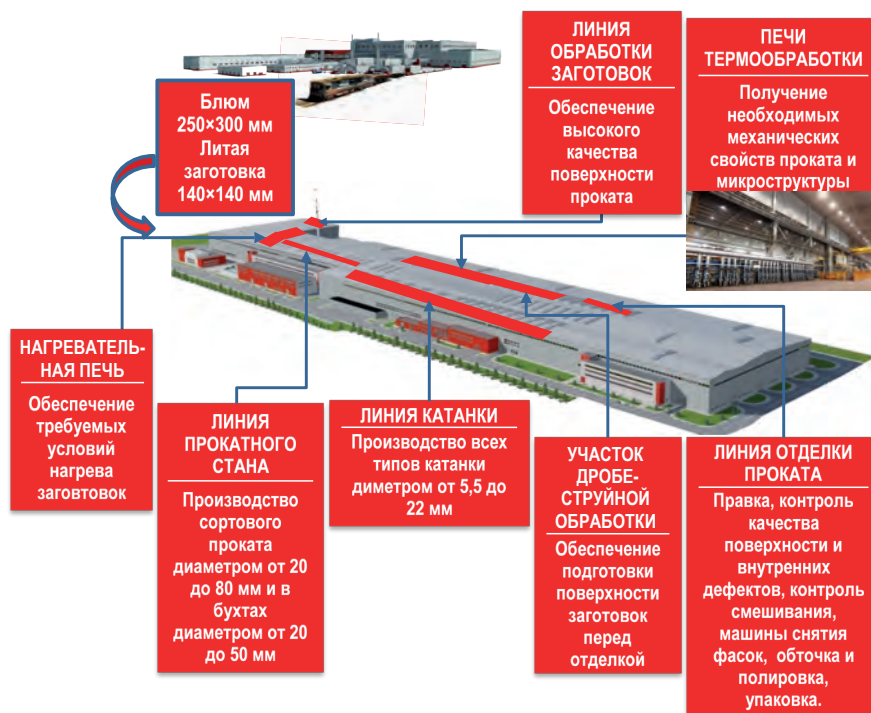 ЛИНИЯ
ОБРАБОТКИ
ЗАГОТОВОК
Обеспечение
высокого
качества
поверхности
проката
ПЕЧИ
ТЕРМООБРАБОТКИ
Получение
необходимых
механических
свойств проката и
микроструктуры
Блюм
250×300 мм
Литая
заготовка
140×140 мм
НАГРЕВАТЕЛЬ-
НАЯ ПЕЧЬ
Обеспечение
требуемых
условий
нагрева
заговтовок
ЛИНИЯ
ПРОКАТНОГО
СТАНА
Производство
сортового
проката
диаметром от 20
до 80 мм и в
бухтах
диаметром от 20
до 50 мм
ЛИНИЯ КАТАНКИ
Производство всех
типов катанки
диметром от 5,5 до
22 мм
УЧАСТОК
ДРОБЕ-
СТРУЙНОЙ
ОБРАБОТКИ
Обеспечение
подготовки
поверхности
заготовок
перед
отделкой
ЛИНИЯ ОТДЕЛКИ
ПРОКАТА
Правка, контроль
качества
поверхности и
внутренних
дефектов, контроль
смешивания,
машины снятия
фасок, обточка и
полировка,
упаковка.